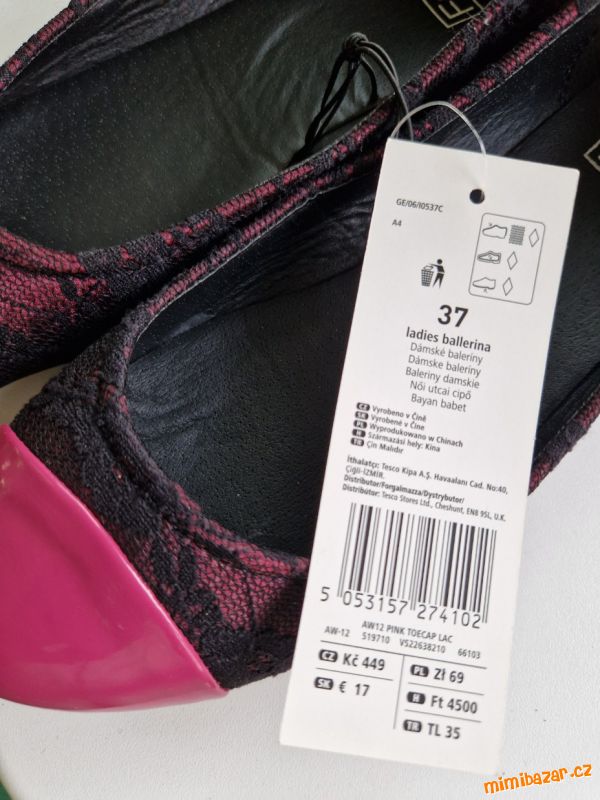 GE/06/I0537C
A4
37
ladies ballerina
Dámské baleríny
Dámske baleríny
Baleriny damskie
Női utcai cipő
Bayan babet
CZ Vyrobeno v Číně
SK Vyrobené v Číne
PL Wyprodukowano w Chinach
H Származási hely: Kína
TR Çin Malıdır
İthalatçı: Tesco Kipa A.Ş. Havaalanı Cad. No:40,
Çigli-İZMİR.
Distributor/Forgalmazza/Dystrybutor/
Distribútor: Tesco Stores Ltd., Cheshunt, EN8 9SL, U.K.
5 053157 274102
AW12 PINK TOECAP LAC
AW-12 519710 VS22638210 66103
CZ Kč 449
SK € 17
PL Zł 69
H Ft 4500
TR TL 35
mimibazar.cz